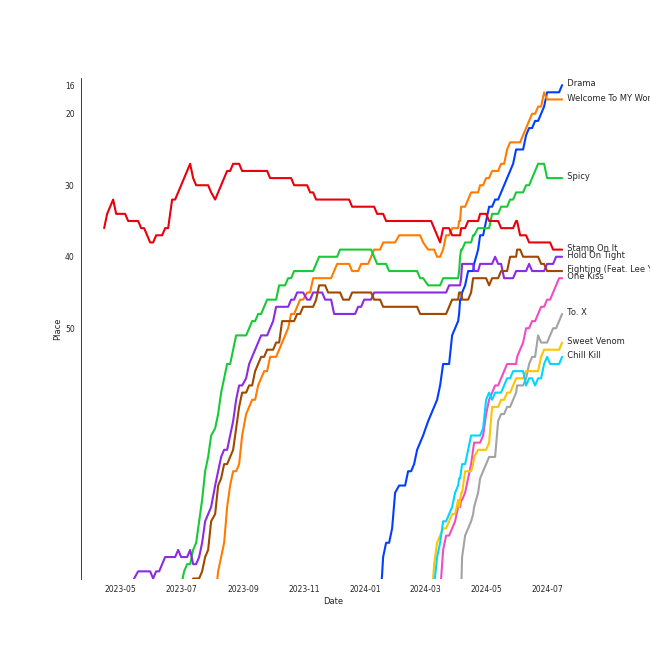 Drama
16
Welcome To MY Wor
20
Spicy
30
Stamp On It
40
Hold On Tight
Fighting (Feat. Lee Y
One Kiss
To. X
Place
50
Sweet Venom
Chill Kill
2023-05 2023-07 2023-09 2023-11 2024-01 2024-03 2024-05 2024-07
Date